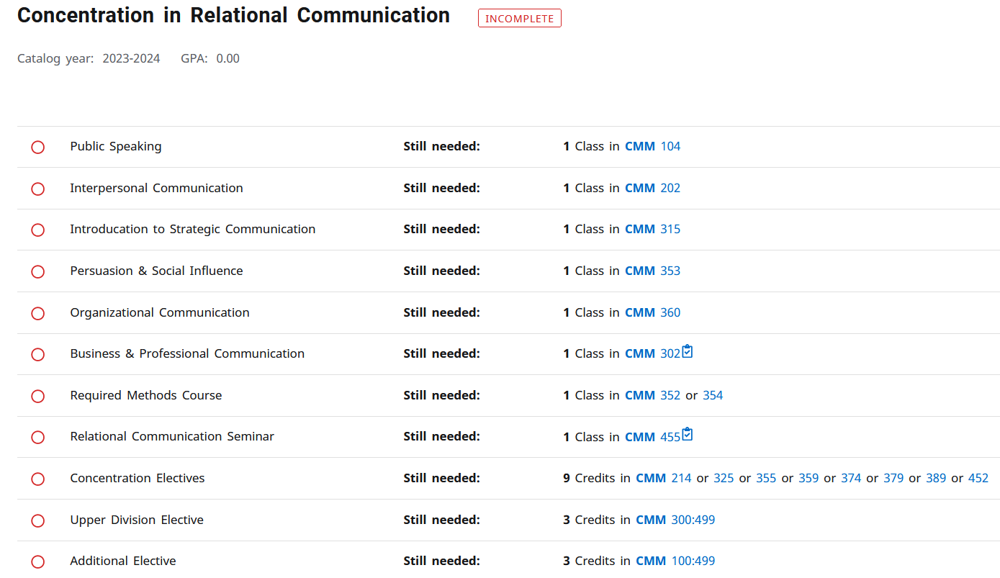 Concentration in Relational Communication INCOMPLETE
Catalog year: 2023-2024 GPA: 0.00
Public Speaking Still needed: 1 Class in CMM 104
Interpersonal Communication Still needed: 1 Class in CMM 202
Introducation to Strategic Communication Still needed: 1 Class in CMM 315
Persuasion & Social Influence Still needed: 1 Class in CMM 353
Organizational Communication Still needed: 1 Class in CMM 360
Business & Professional Communication Still needed: 1 Class in CMM 302
Required Methods Course Still needed: 1 Class in CMM 352 or 354
Relational Communication Seminar Still needed: 1 Class in CMM 455
Concentration Electives Still needed: 9 Credits in CMM 214 or 325 or 355 or 359 or 374 or 379 or 389 or 452
Upper Division Elective Still needed: 3 Credits in CMM 300:499
Additional Elective Still needed: 3 Credits in CMM 100:499